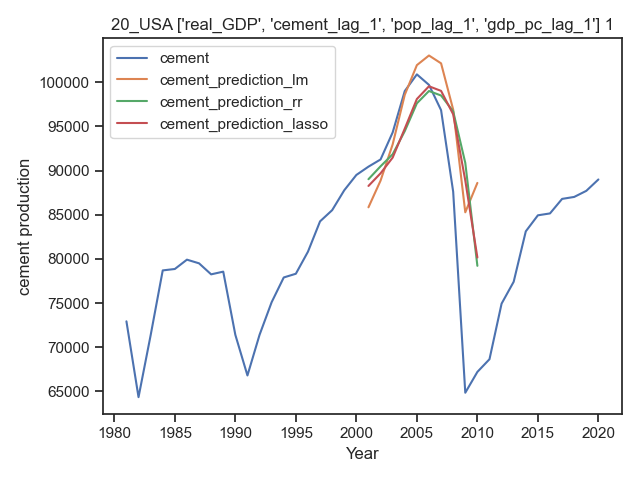 20_USA ['real_GDP', 'cement_lag_1', 'pop_lag_1', 'gdp_pc_lag_1'] 1
cement
cement_prediction_lm
cement_prediction_rr
cement_prediction_lasso
cement production
100000
95000
90000
85000
80000
75000
70000
65000
1980 1985 1990 1995 2000 2005 2010 2015 2020
Year